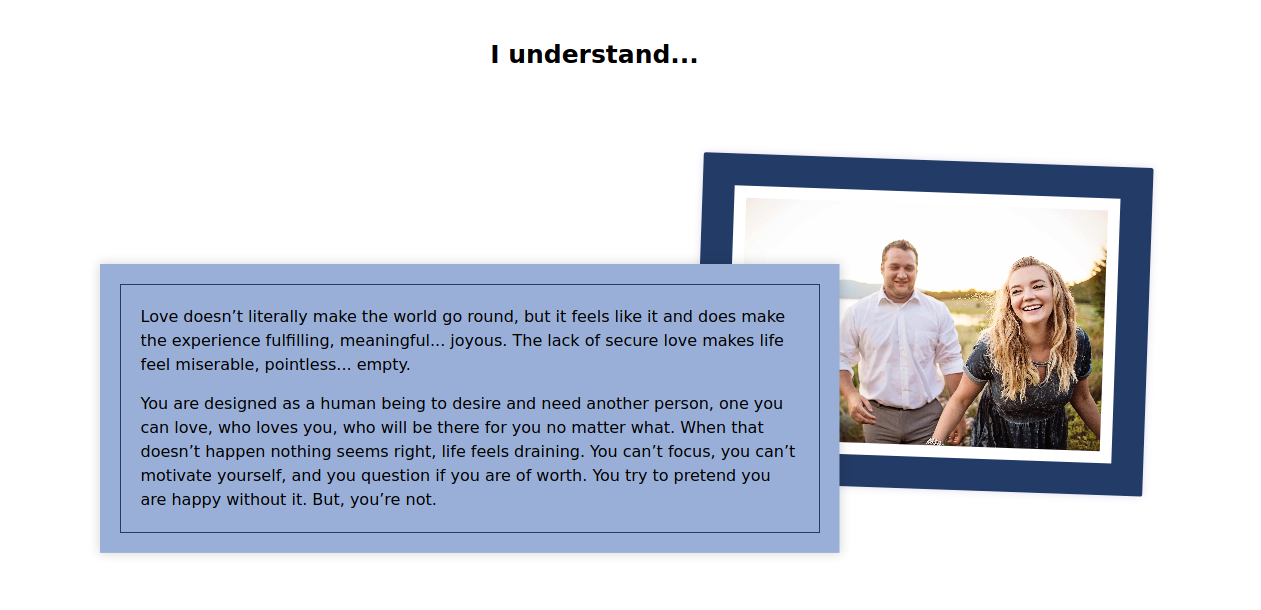 I understand...
Love doesn’t literally make the world go round, but it feels like it and does make
the experience fulfilling, meaningful... joyous. The lack of secure love makes life
feel miserable, pointless... empty.
You are designed as a human being to desire and need another person, one you
can love, who loves you, who will be there for you no matter what. When that
doesn’t happen nothing seems right, life feels draining. You can’t focus, you can’t
motivate yourself, and you question if you are of worth. You try to pretend you
are happy without it. But, you’re not.